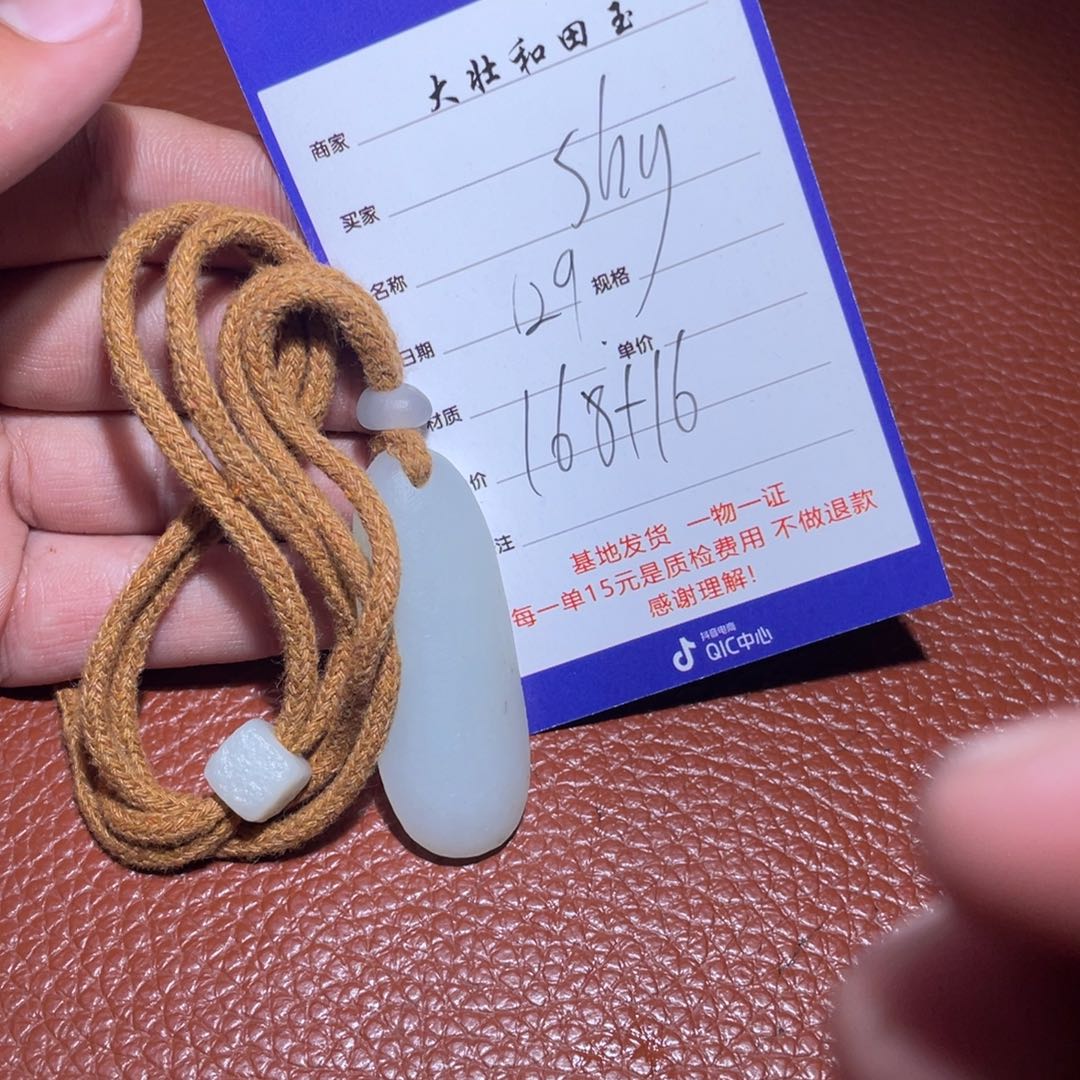 商家 大壮和田玉
买家 shy
名称 129 规格
日期 单价
材质 168+16
价
注
基地发货 一物一证
每一单15元是质检费用 不做退款
感谢理解!
抖音电商
QIC中心